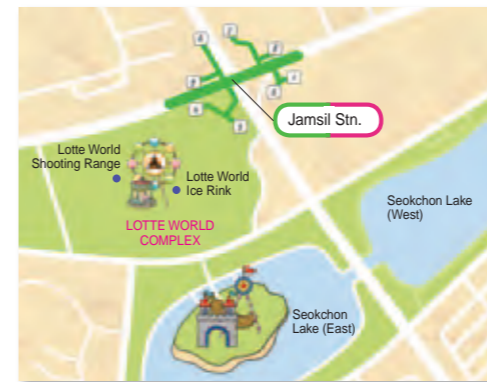 Jamsil Stn.
Lotte World
Shooting Range
Lotte World
Ice Rink
LOTTE WORLD
COMPLEX
Seokchon Lake
(West)
Seokchon
Lake (East)